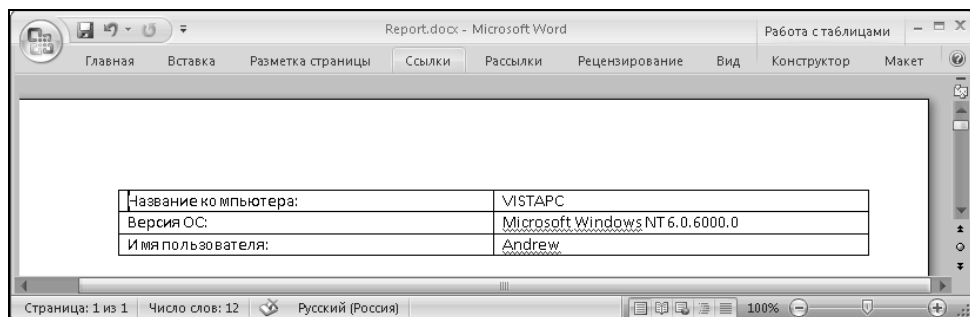 Report.docx - Microsoft Word Работа с таблицами
Главная Вставка Разметка страницы Ссылки Рассылки Рецензирование Вид Конструктор Макет
Название компьютера: VISTAPC
Версия ОС: Microsoft Windows NT 6.0.6000.0
Имя пользователя: Andrew
Страница: 1 из 1 Число слов: 12 Русский (Россия) 100%